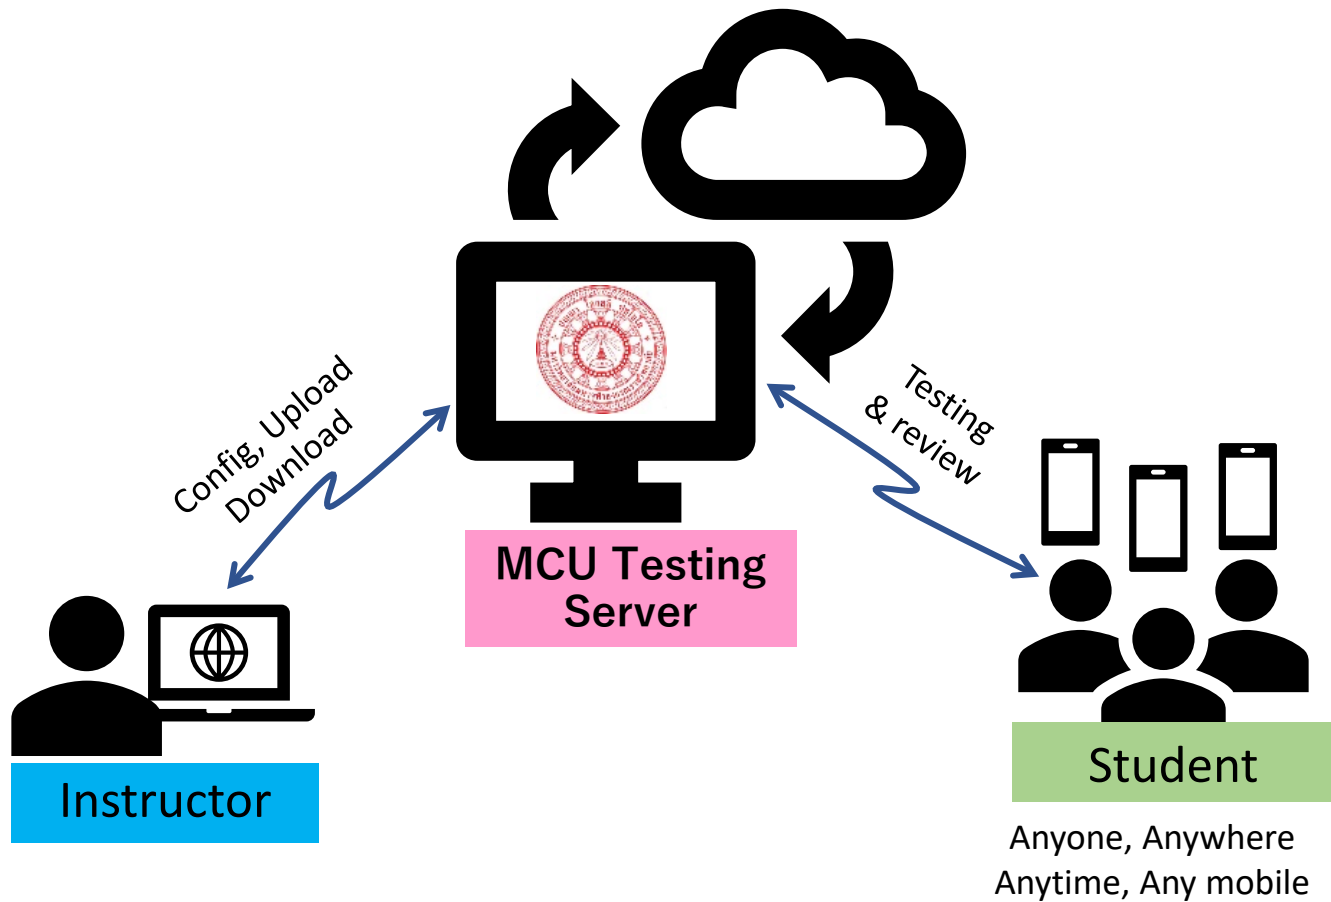 Config, Upload
Download
Testing
& review
MCU Testing
Server
Instructor
Student
Anyone, Anywhere
Anytime, Any mobile